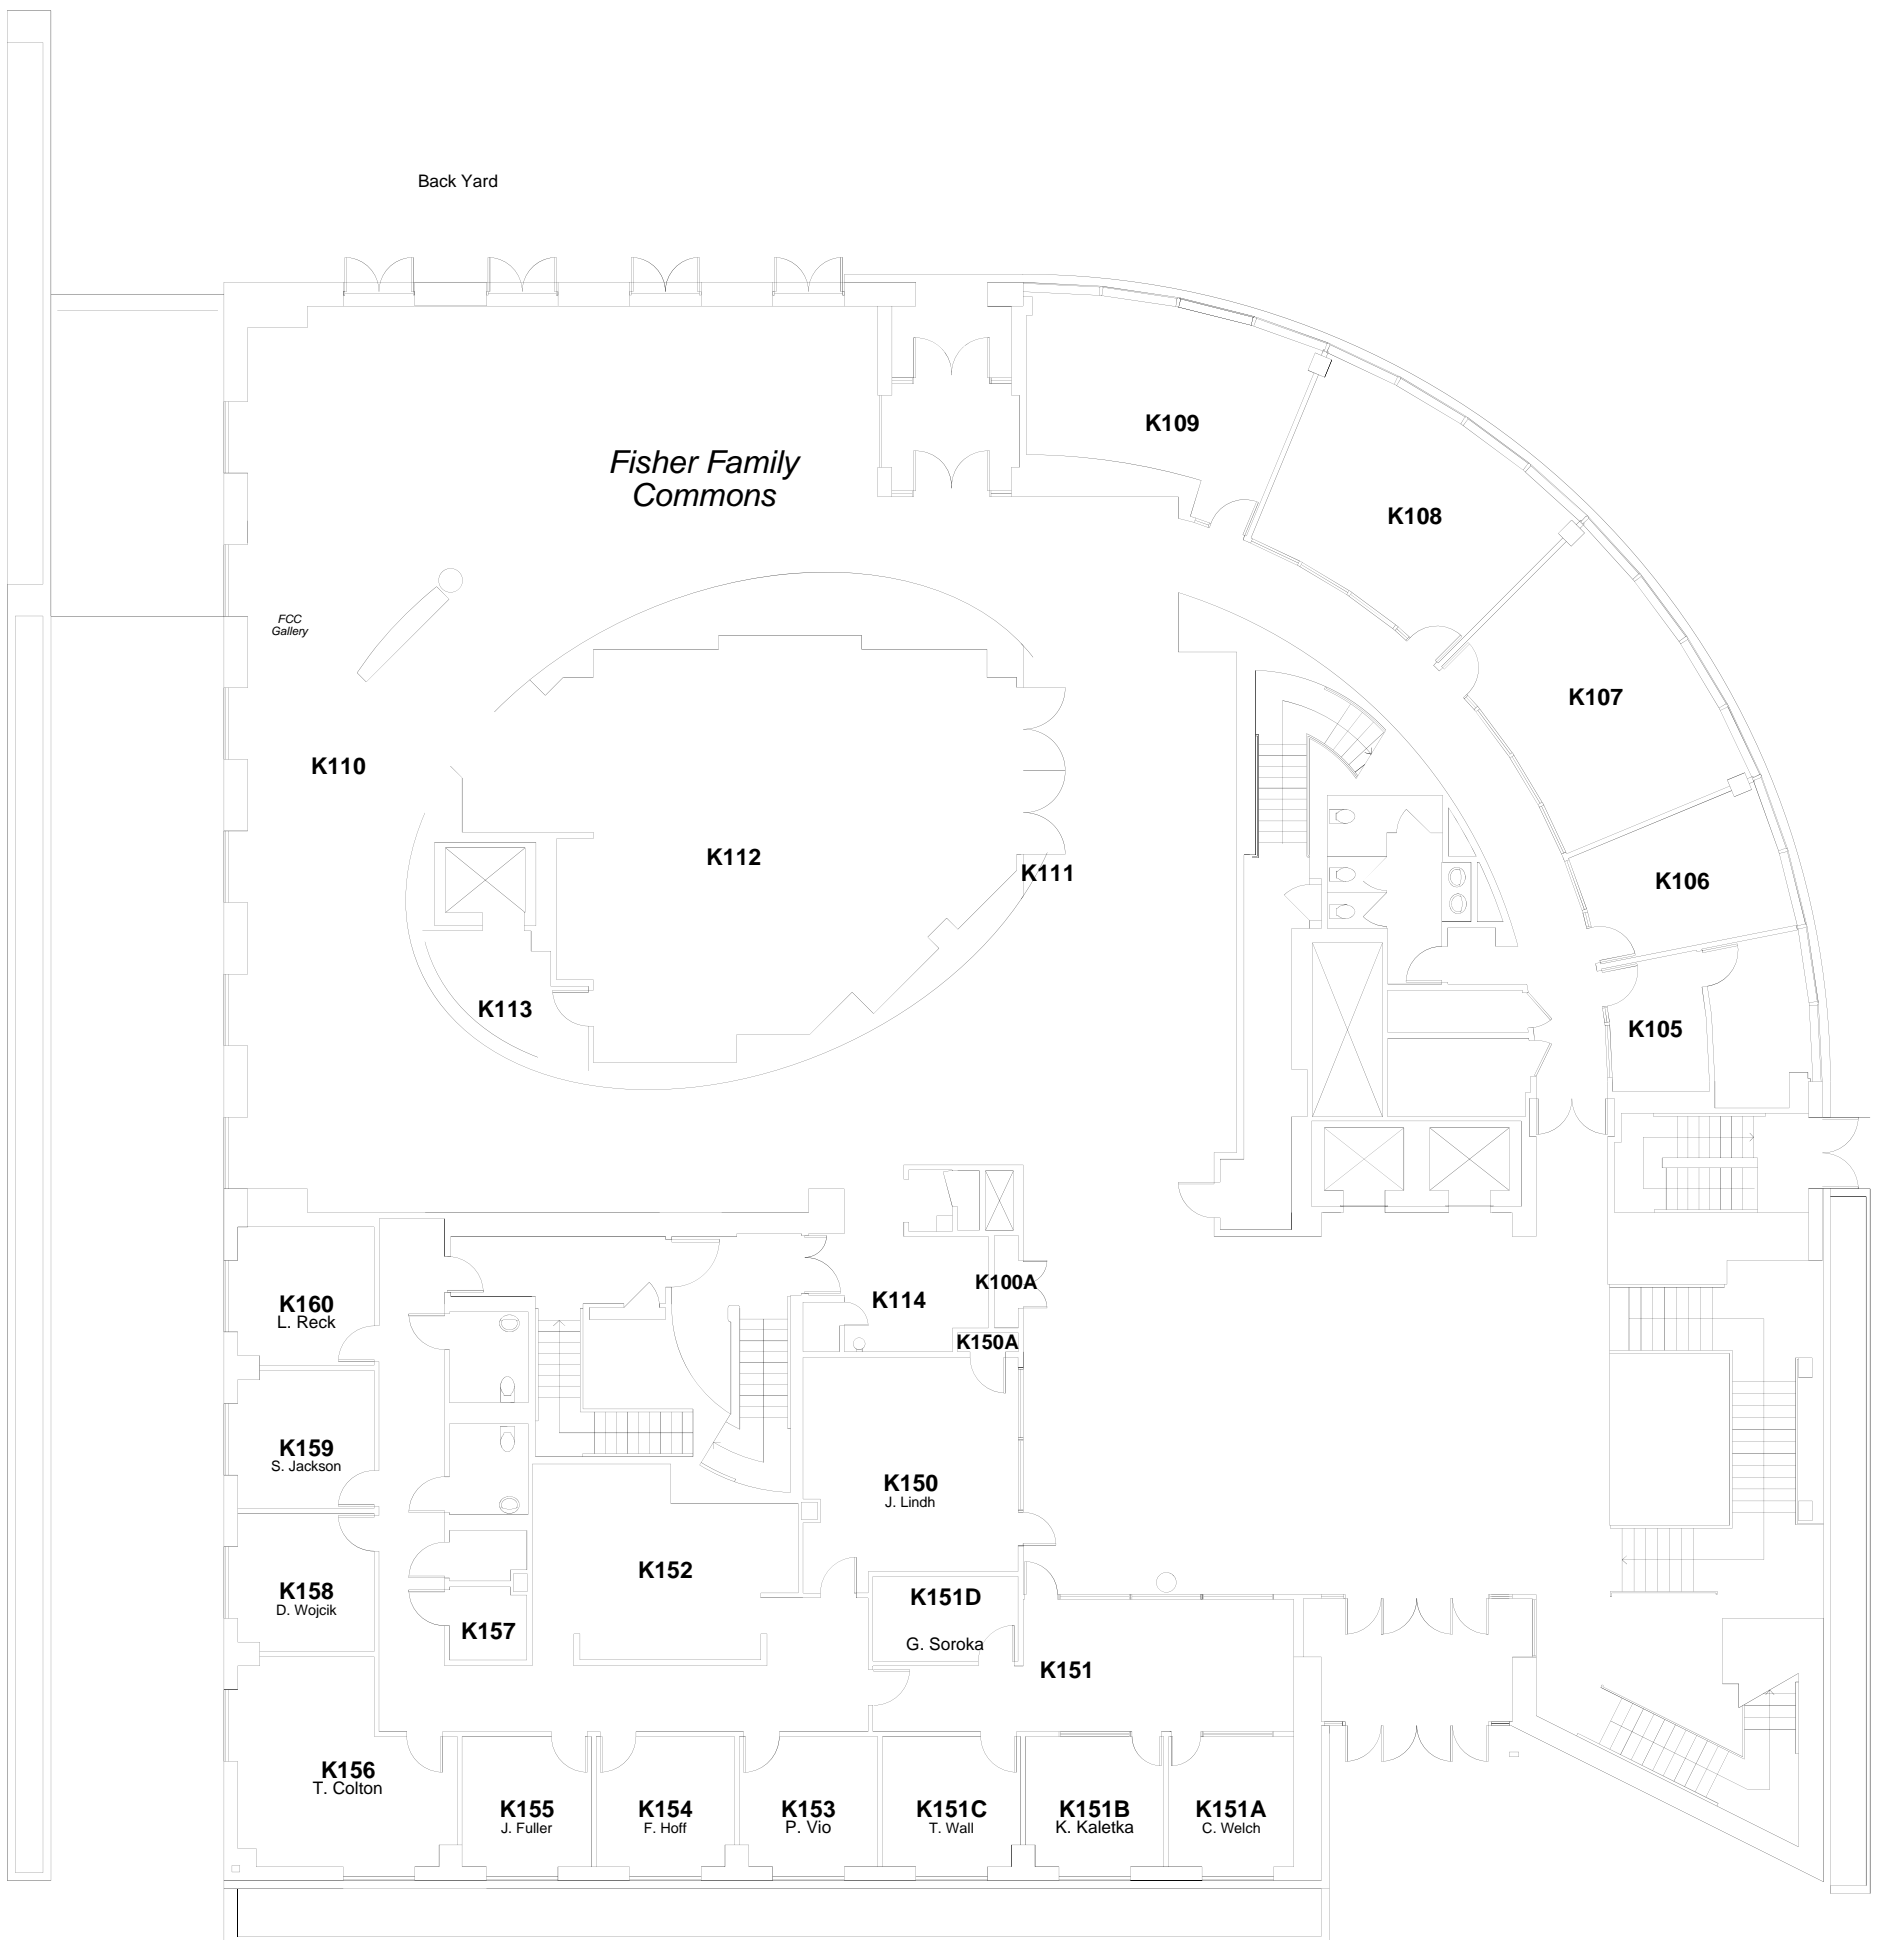 Back Yard
Fisher Family
Commons
K109
K108
FCC
Gallery
K107
K110
K112
K111
K106
K113
K105
K100A
K114
K160
L. Reck
K150A
K159
S. Jackson
K150
J. Lindh
K152
K158
D. Wojcik
K151D
G. Soroka
K157
K151
K156
T. Colton
K155
J. Fuller
K154
F. Hoff
K153
P. Vio
K151C
T. Wall
K151B
K. Kaletka
K151A
C. Welch